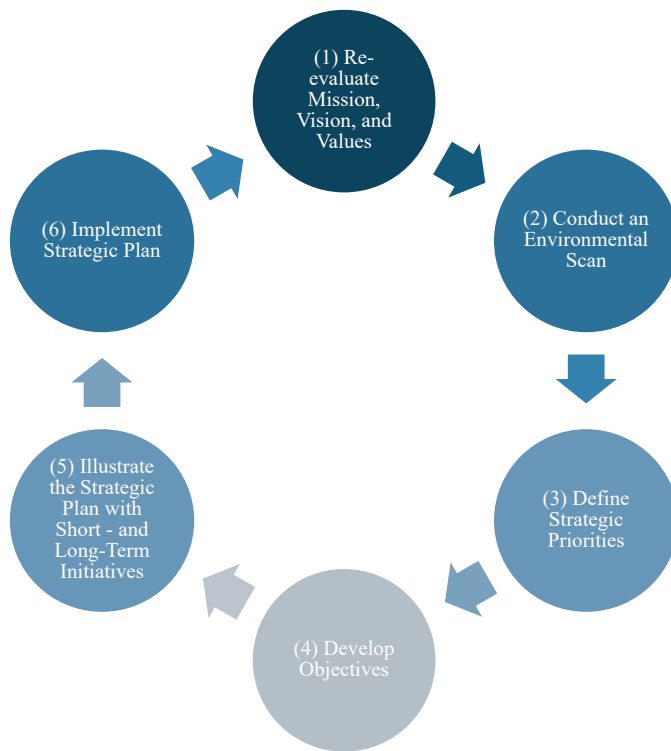 (1) Re-
evaluate
Mission,
Vision, and
Values
(2) Conduct an
Environmental
Scan
(3) Define
Strategic
Priorities
(4) Develop
Objectives
(5) Illustrate
the Strategic
Plan with
Short - and
Long-Term
Initiatives
(6) Implement
Strategic Plan